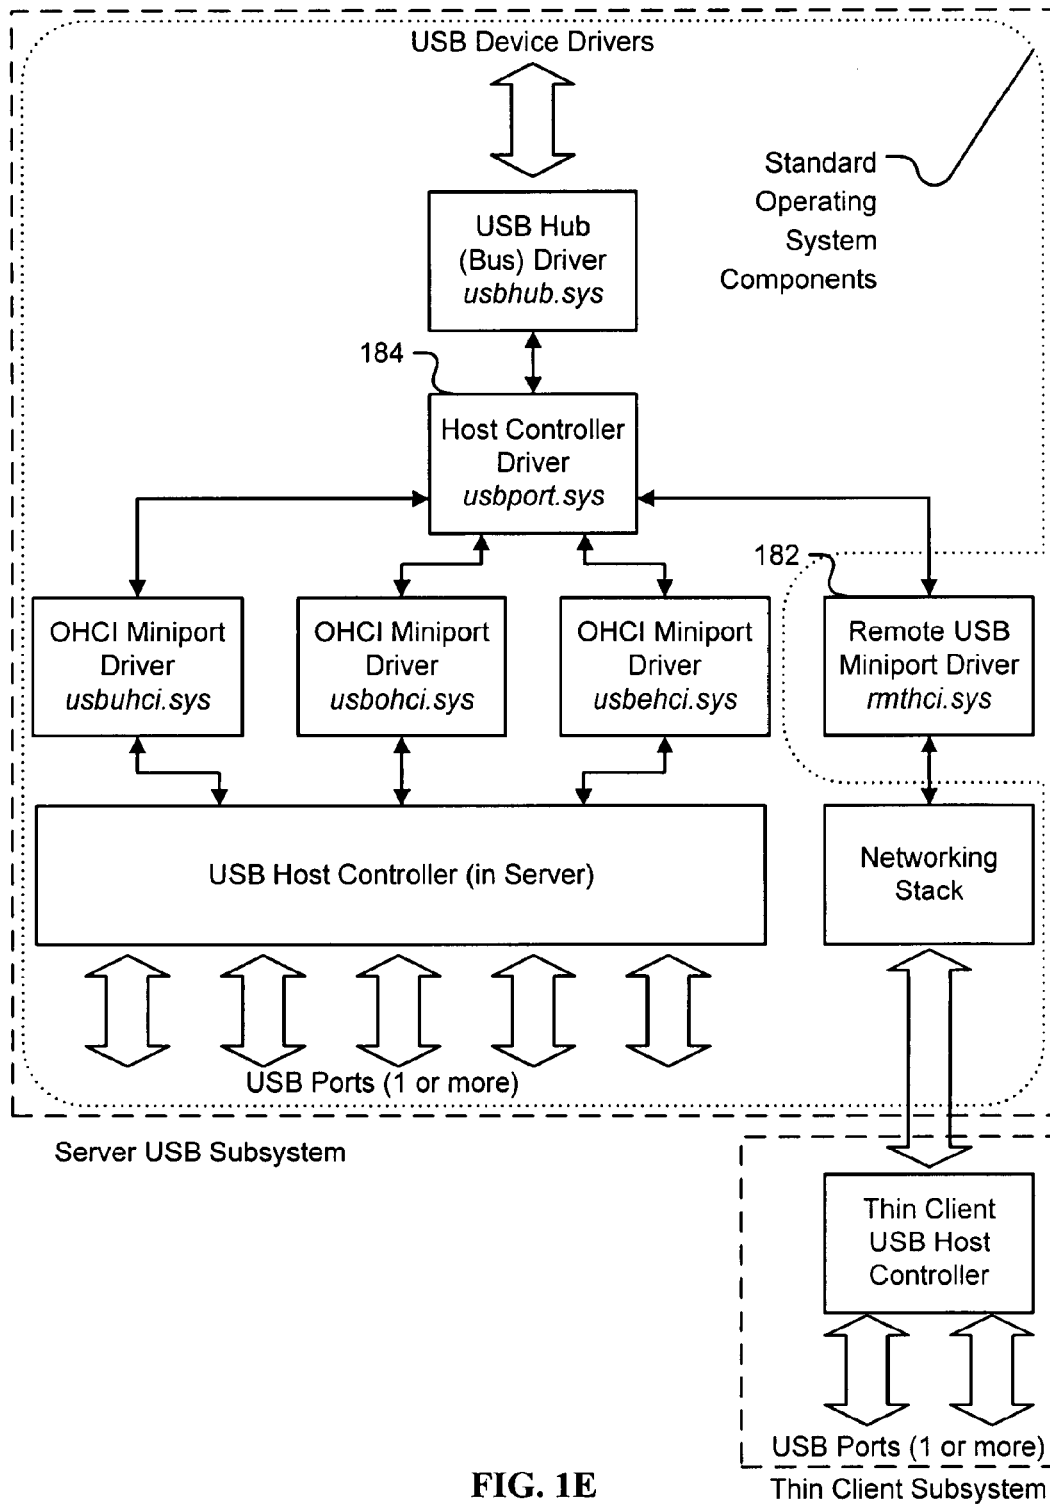 USB Device Drivers
Standard
Operating
System
Components
USB Hub
(Bus) Driver
usbhub.sys
184
Host Controller
Driver
usbport.sys
182
OHCI Miniport
Driver
usbuhci.sys
OHCI Miniport
Driver
usbohci.sys
OHCI Miniport
Driver
usbehci.sys
Remote USB
Miniport Driver
rmthci.sys
USB Host Controller (in Server)
Networking
Stack
USB Ports (1 or more)
Server USB Subsystem
Thin Client
USB Host
Controller
USB Ports (1 or more)
Thin Client Subsystem
FIG. 1E